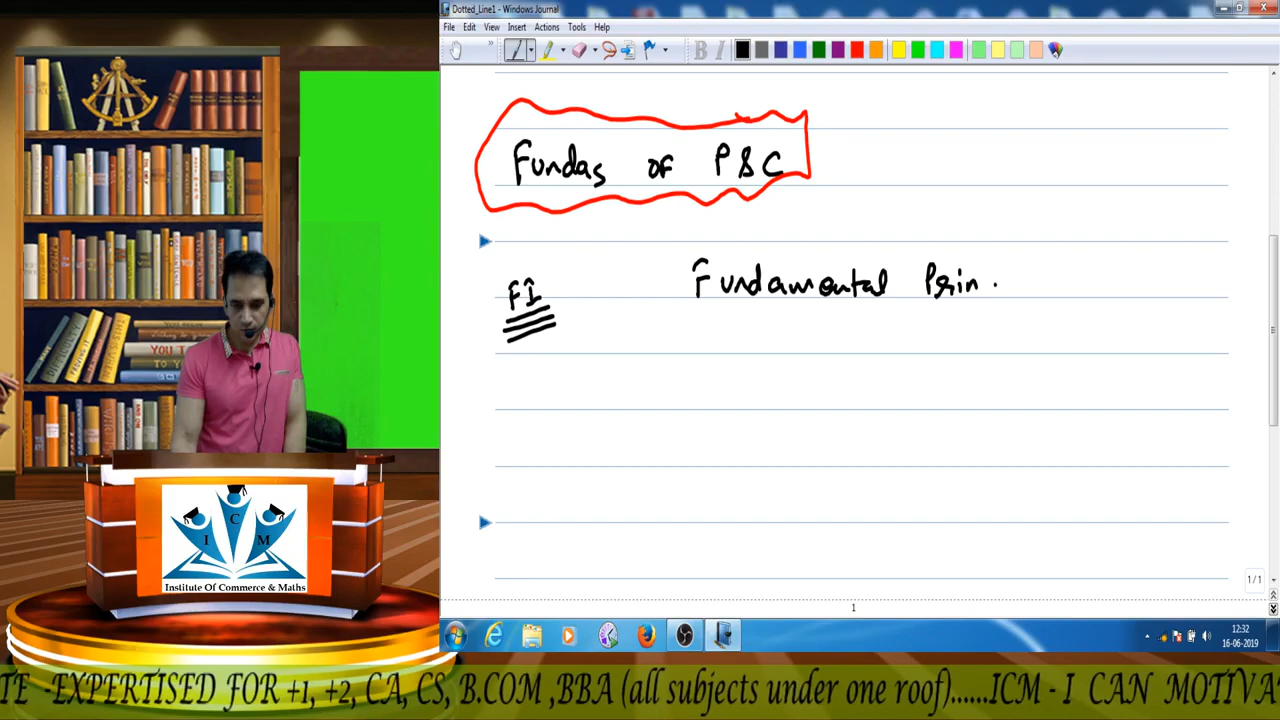 Dotted_Line1 - Windows Journal
File Edit View Insert Actions Tools Help
B I
Fundas of P&C
F1 Fundamental Prin
1/1
1
I C M
Institute Of Commerce & Maths
12:32
16-06-2019
TE -EXPERTISED FOR +1, +2, CA, CS, B.COM ,BBA (all subjects under one roof)......ICM - I CAN MOTIVA